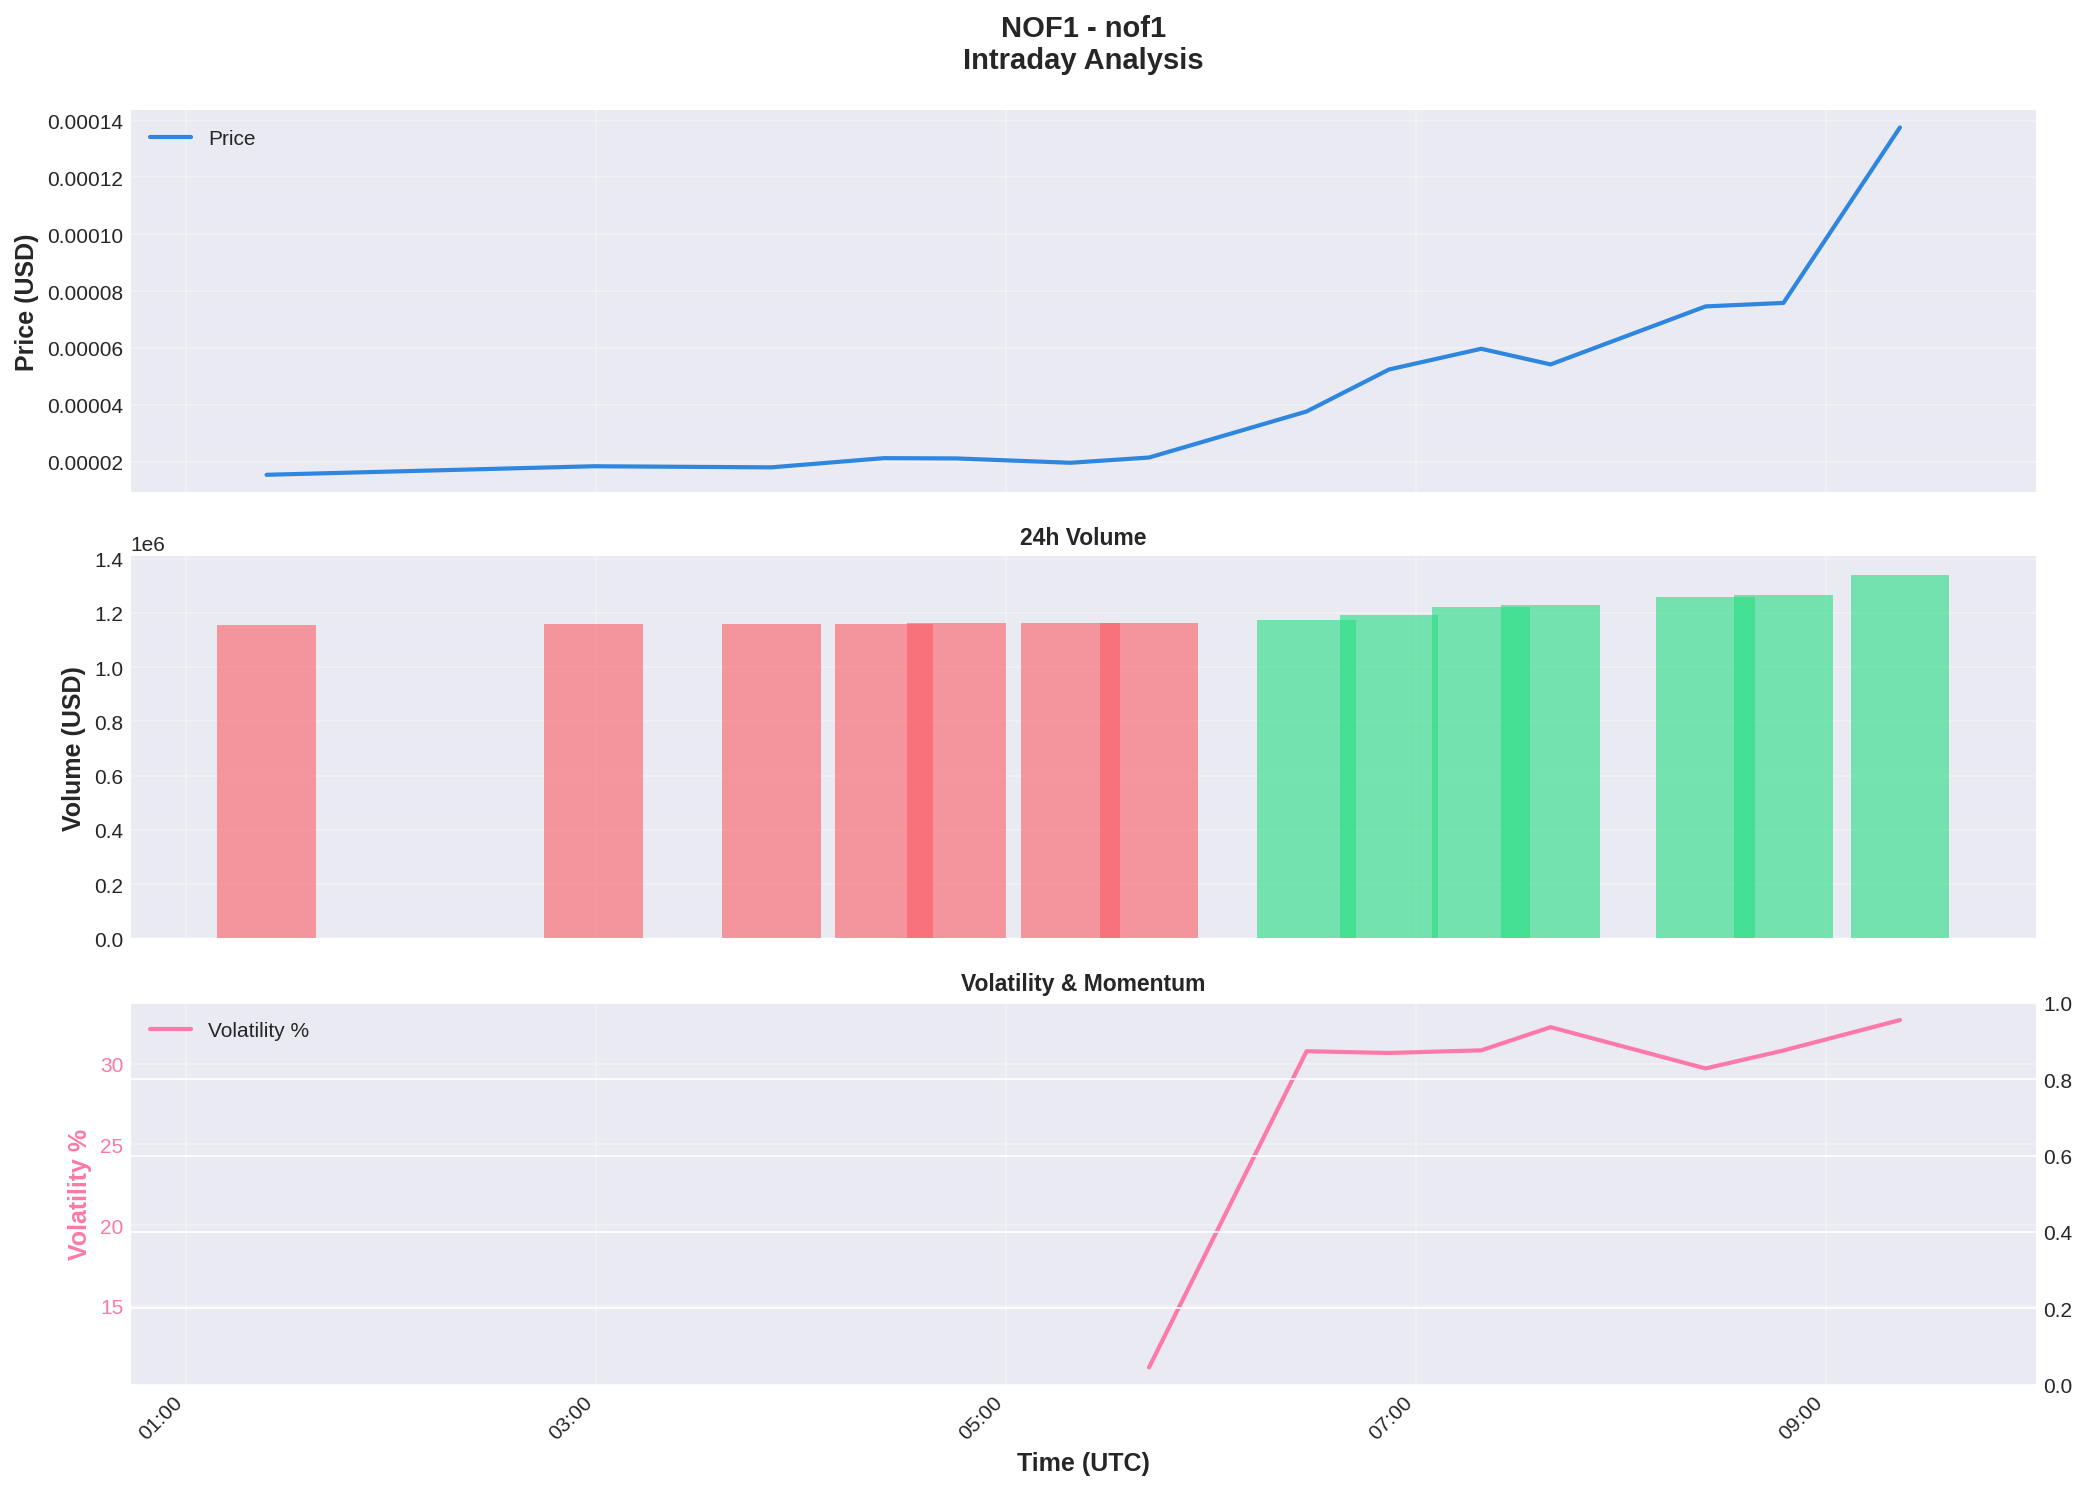 NOF1 - nof1
Intraday Analysis
Price (USD)
0.00014
0.00012
0.00010
0.00008
0.00006
0.00004
0.00002
Price
24h Volume
1e6
Volume (USD)
1.4
1.2
1.0
0.8
0.6
0.4
0.2
0.0
Volatility & Momentum
Volatility %
30
25
20
15
Volatility %
1.0
0.8
0.6
0.4
0.2
0.0
01:00
03:00
05:00
07:00
09:00
Time (UTC)